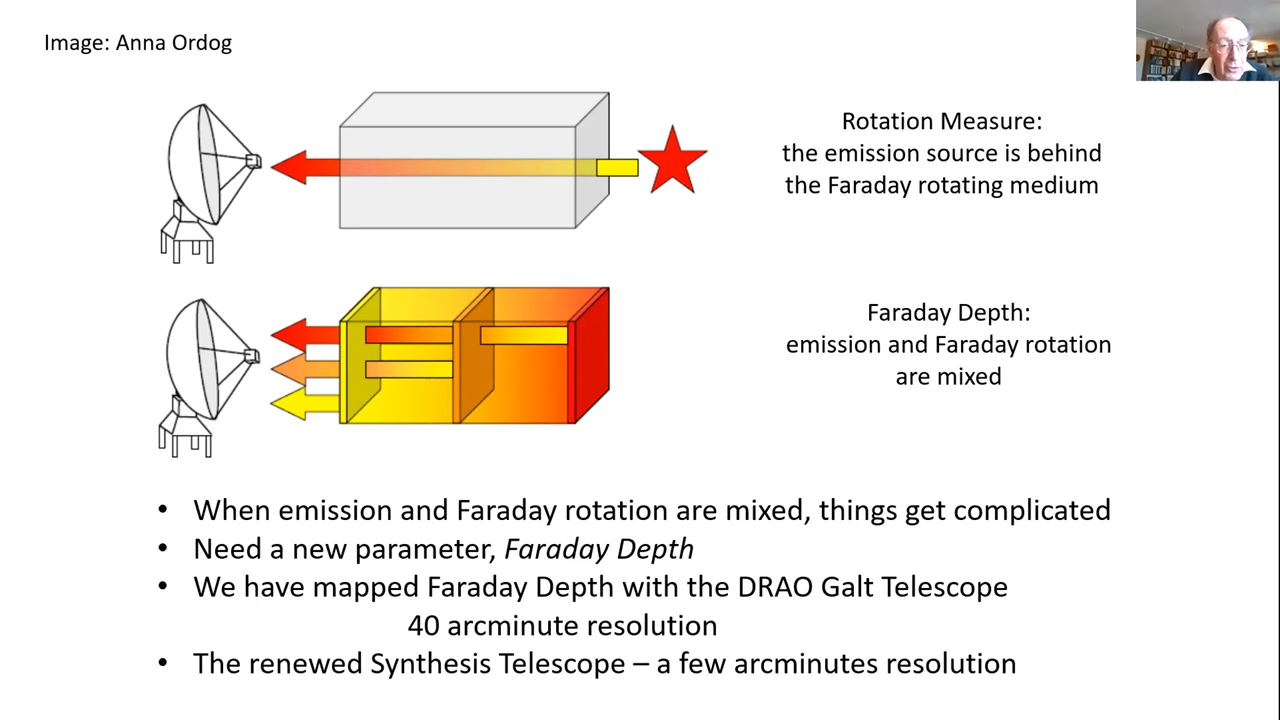 Image: Anna Ordog
Rotation Measure:
the emission source is behind
the Faraday rotating medium
Faraday Depth:
emission and Faraday rotation
are mixed
• When emission and Faraday rotation are mixed, things get complicated
• Need a new parameter, Faraday Depth
• We have mapped Faraday Depth with the DRAO Galt Telescope
40 arcminute resolution
• The renewed Synthesis Telescope – a few arcminutes resolution